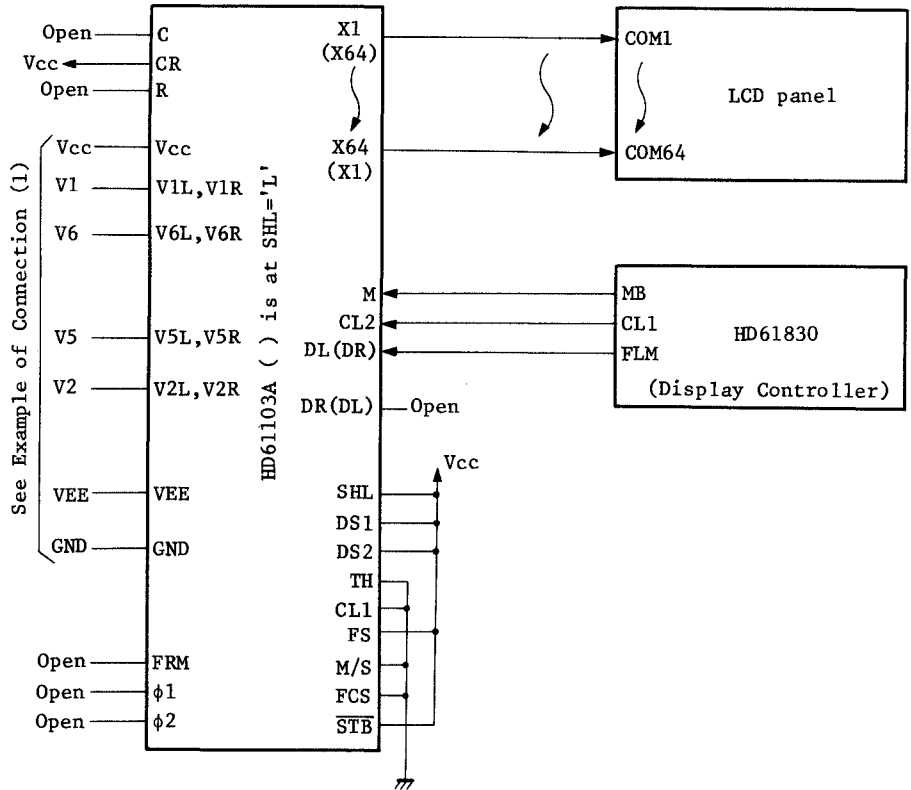 Open
C
Vcc
CR
Open
R
See Example of Connection (1)
Vcc
Vcc
V1
V1L,V1R
V6
V6L,V6R
V5
V5L,V5R
V2
V2L,V2R
VEE
VEE
GND
GND
Open
FRM
Open
φ1
Open
φ2
HD61103A ( ) is at SHL='L'
X1
(X64)
X64
(X1)
M
CL2
DL(DR)
DR(DL)
Open
Vcc
SHL
DS1
DS2
TH
CL1
FS
M/S
FCS
STB
COM1
LCD panel
COM64
MB
CL1
HD61830
FLM
(Display Controller)